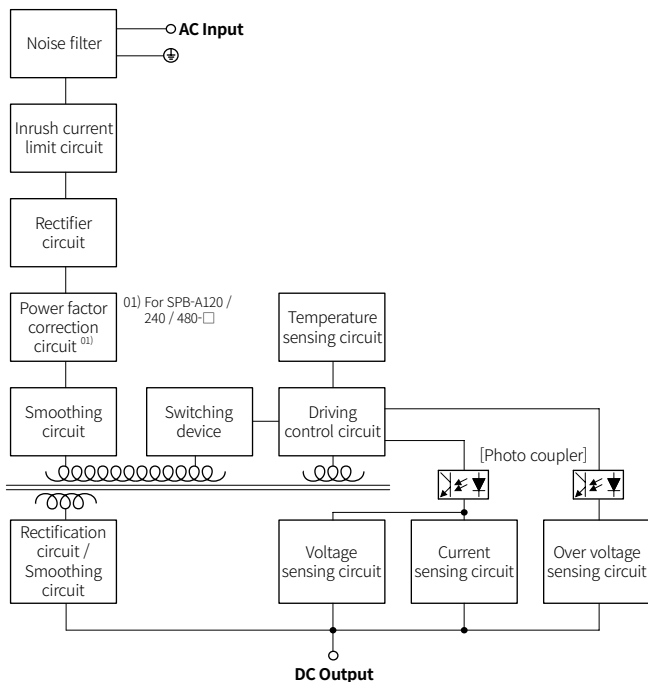 Noise filter
AC Input
Inrush current
limit circuit
Rectifier
circuit
Power factor
correction
circuit 01)
01) For SPB-A120 /
240 / 480-□
Temperature
sensing circuit
Smoothing
circuit
Switching
device
Driving
control circuit
[Photo coupler]
Rectification
circuit /
Smoothing
circuit
Voltage
sensing circuit
Current
sensing circuit
Over voltage
sensing circuit
DC Output